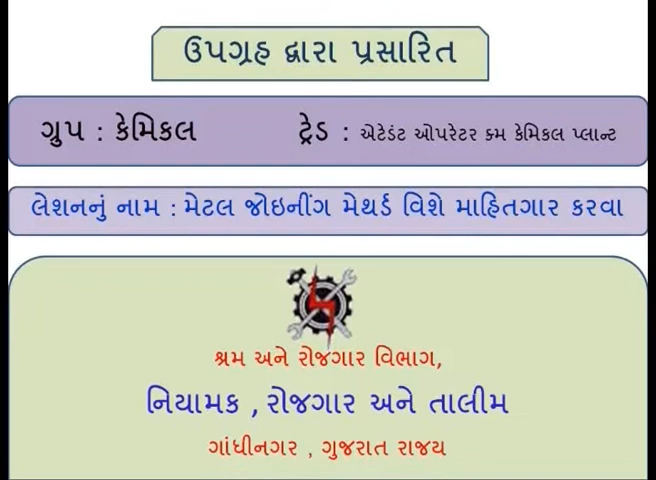 ઉપગ્રહ દ્વારા પ્રસારિત
ગ્રુપ : કેમિકલ ટ્રેડ : એટેડંટ ઓપરેટર ક્મ કેમિકલ પ્લાન્ટ
લેશનનું નામ : મેટલ જોઇનીંગ મેથર્ડ વિશે માહિતગાર કરવા
શ્રમ અને રોજગાર વિભાગ,
નિયામક , રોજગાર અને તાલીમ
ગાંધીનગર , ગુજરાત રાજય